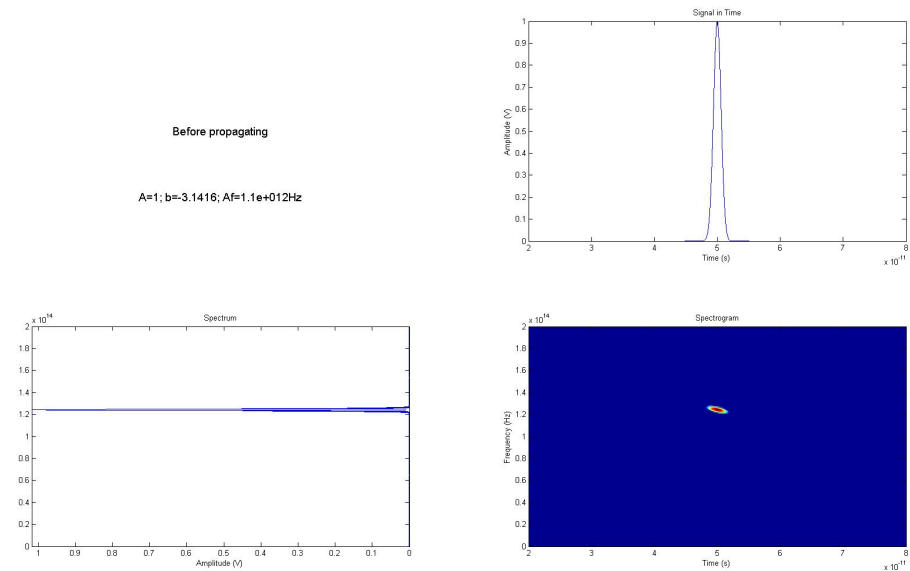 Signal in Time
1
0.9
0.8
0.7
0.6
0.5
0.4
0.3
0.2
0.1
0
Amplitude (V)
2 3 4 5 6 7 8
Time (s)
x 10^-11
Before propagating
A=1; b=-3.1416; Af=1.1e+012Hz
Spectrum
x 10^14
2
1.8
1.6
1.4
1.2
1
0.8
0.6
0.4
0.2
0
1 0.9 0.8 0.7 0.6 0.5 0.4 0.3 0.2 0.1 0
Amplitude (V)
Spectrogram
x 10^14
2
1.8
1.6
1.4
1.2
1
0.8
0.6
0.4
0.2
0
Frequency (Hz)
2 3 4 5 6 7 8
Time (s)
x 10^-11